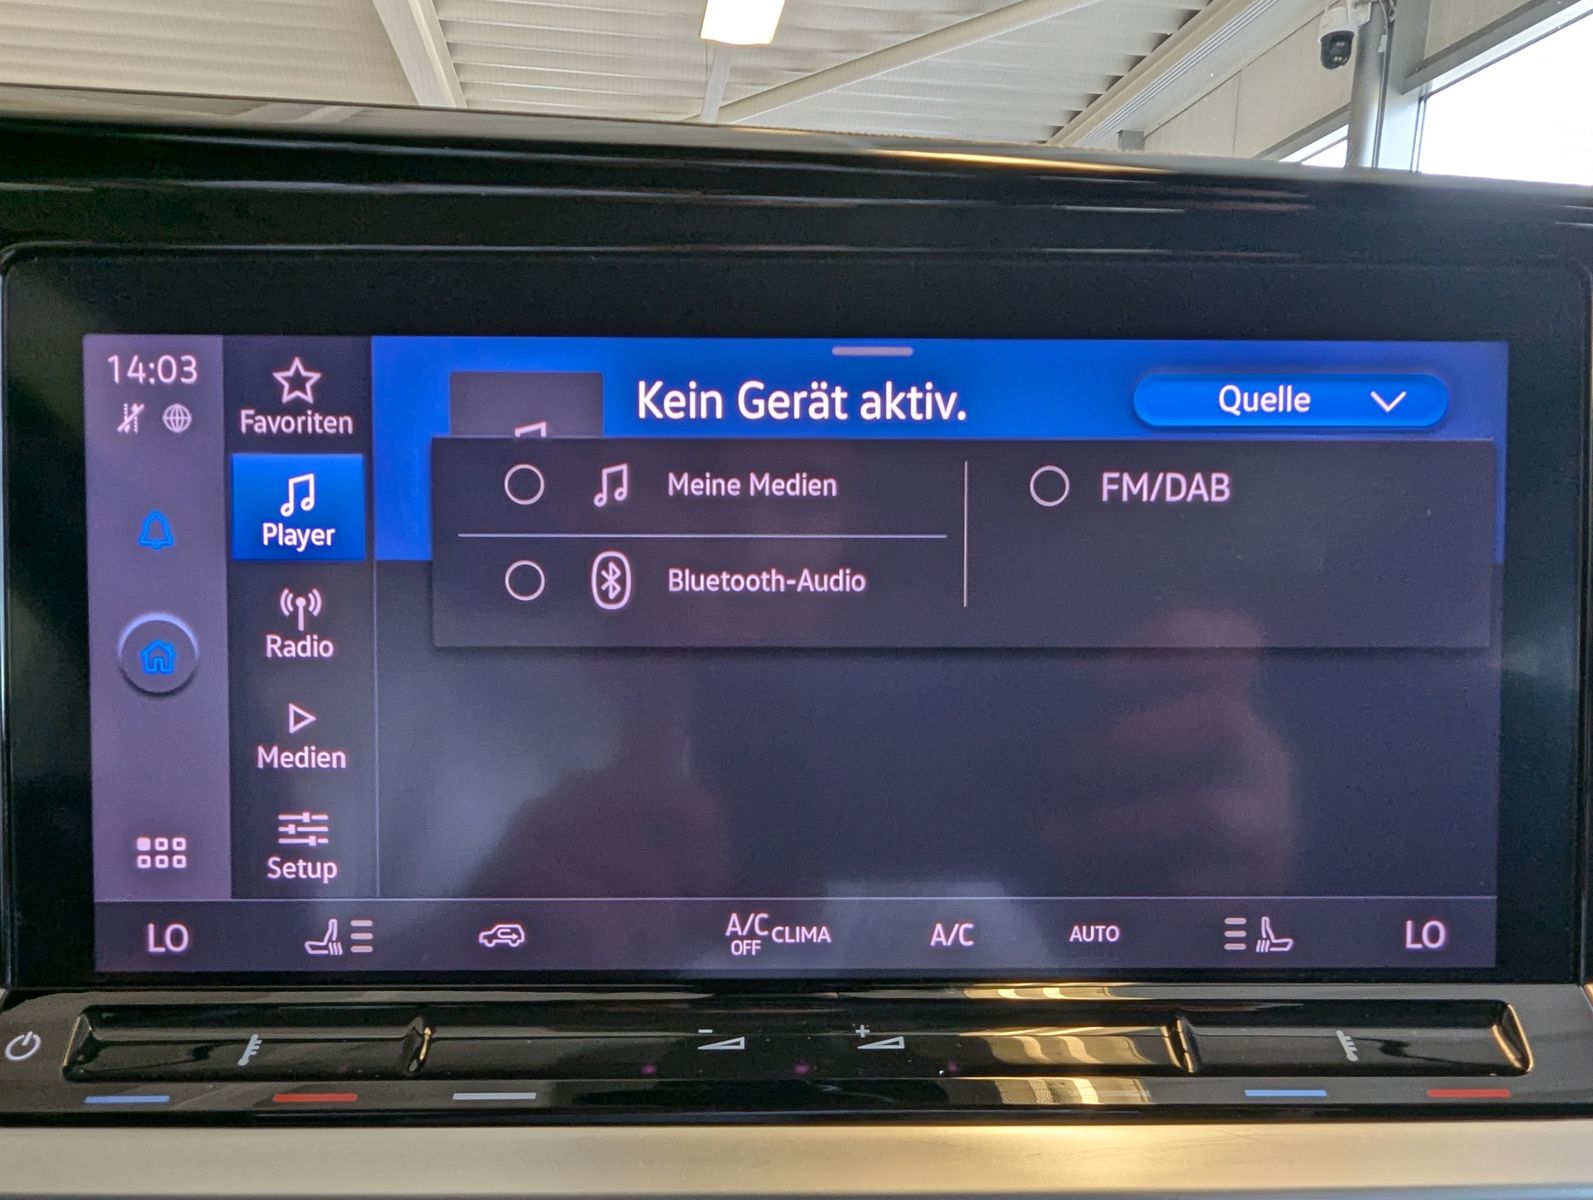 14:03
Favoriten
Player
Radio
Medien
Setup
Kein Gerät aktiv.
Quelle
Meine Medien
FM/DAB
Bluetooth-Audio
LO
A/C OFF CLIMA
A/C
AUTO
LO